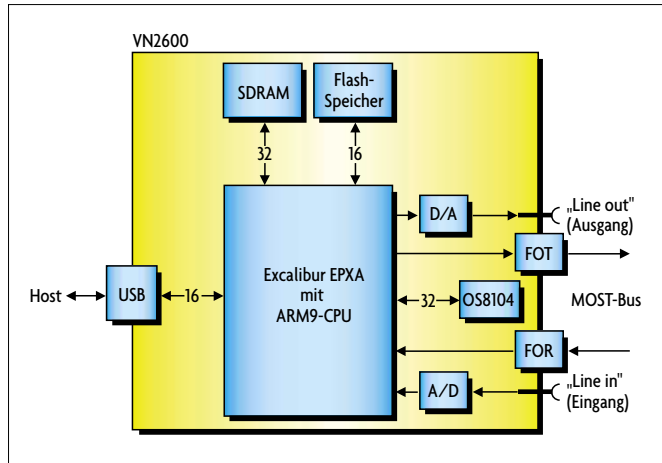 VN2600
SDRAM
Flash-
Speicher
32
16
D/A
„Line out"
(Ausgang)
FOT
Excalibur EPXA
mit
ARM9-CPU
Host
USB
16
32
OS8104
MOST-Bus
FOR
A/D
„Line in"
(Eingang)